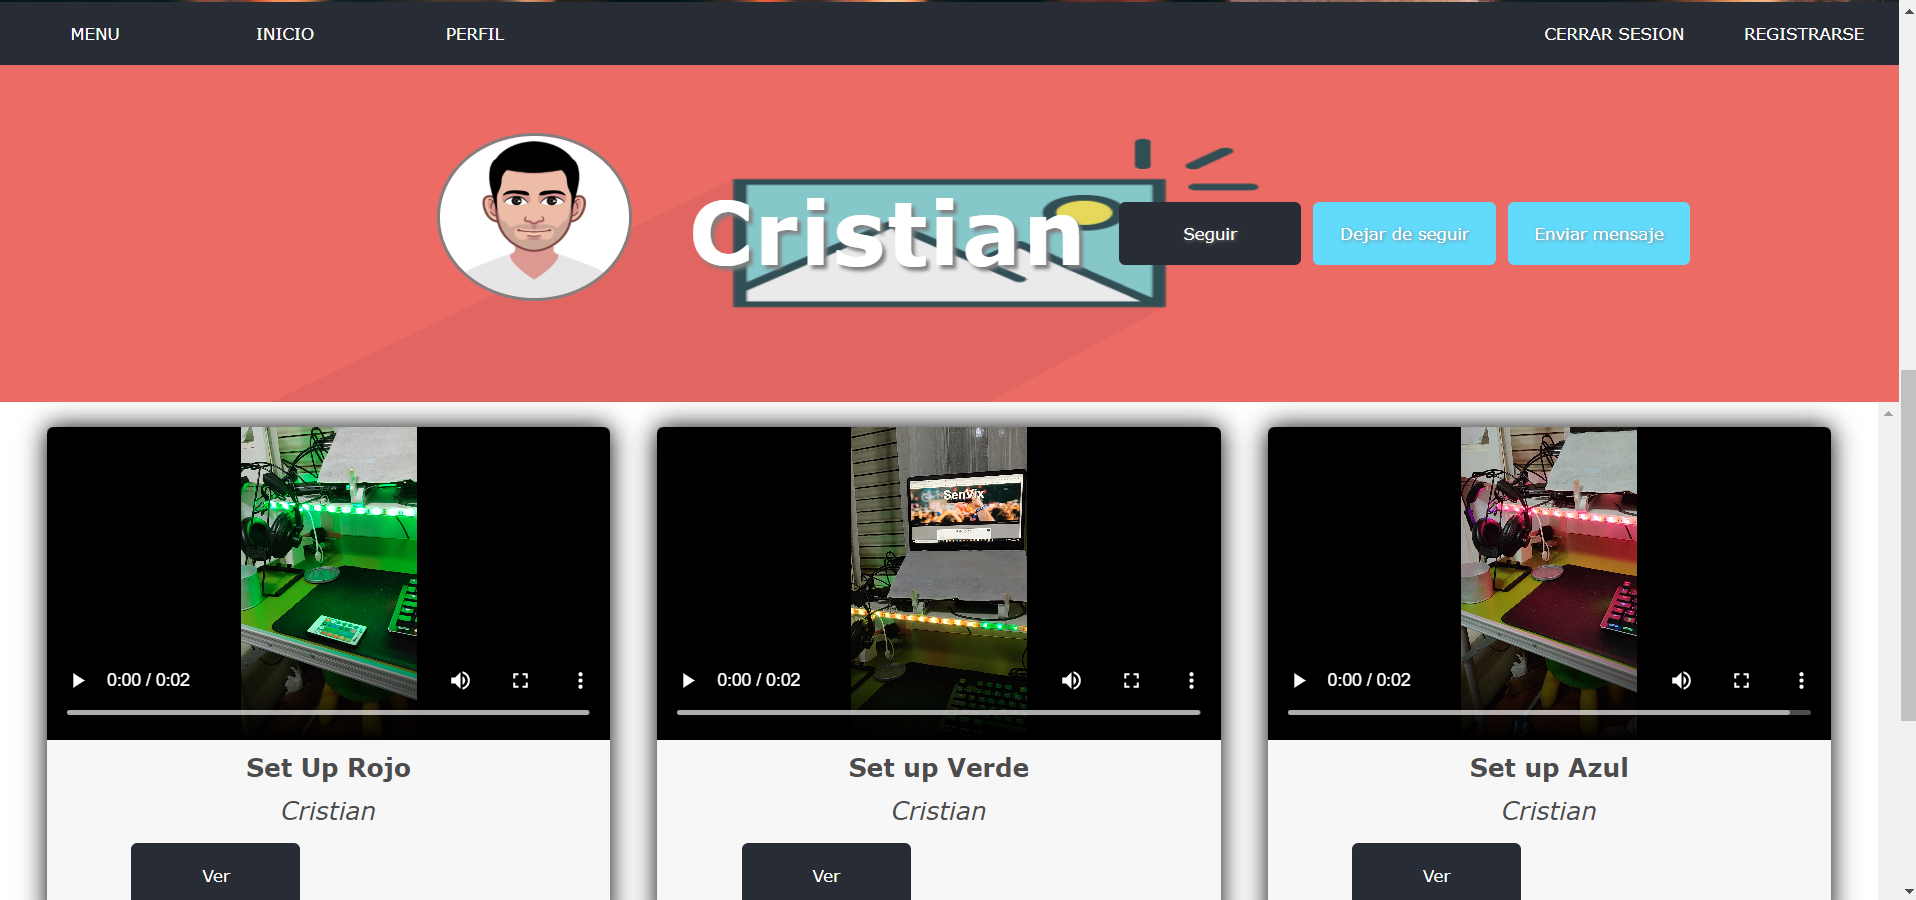 MENU INICIO PERFIL CERRAR SESION REGISTRARSE
Cristian
Seguir Dejar de seguir Enviar mensaje
SenVix
0:00 / 0:02 0:00 / 0:02 0:00 / 0:02
Set Up Rojo
Cristian
Ver
Set up Verde
Cristian
Ver
Set up Azul
Cristian
Ver